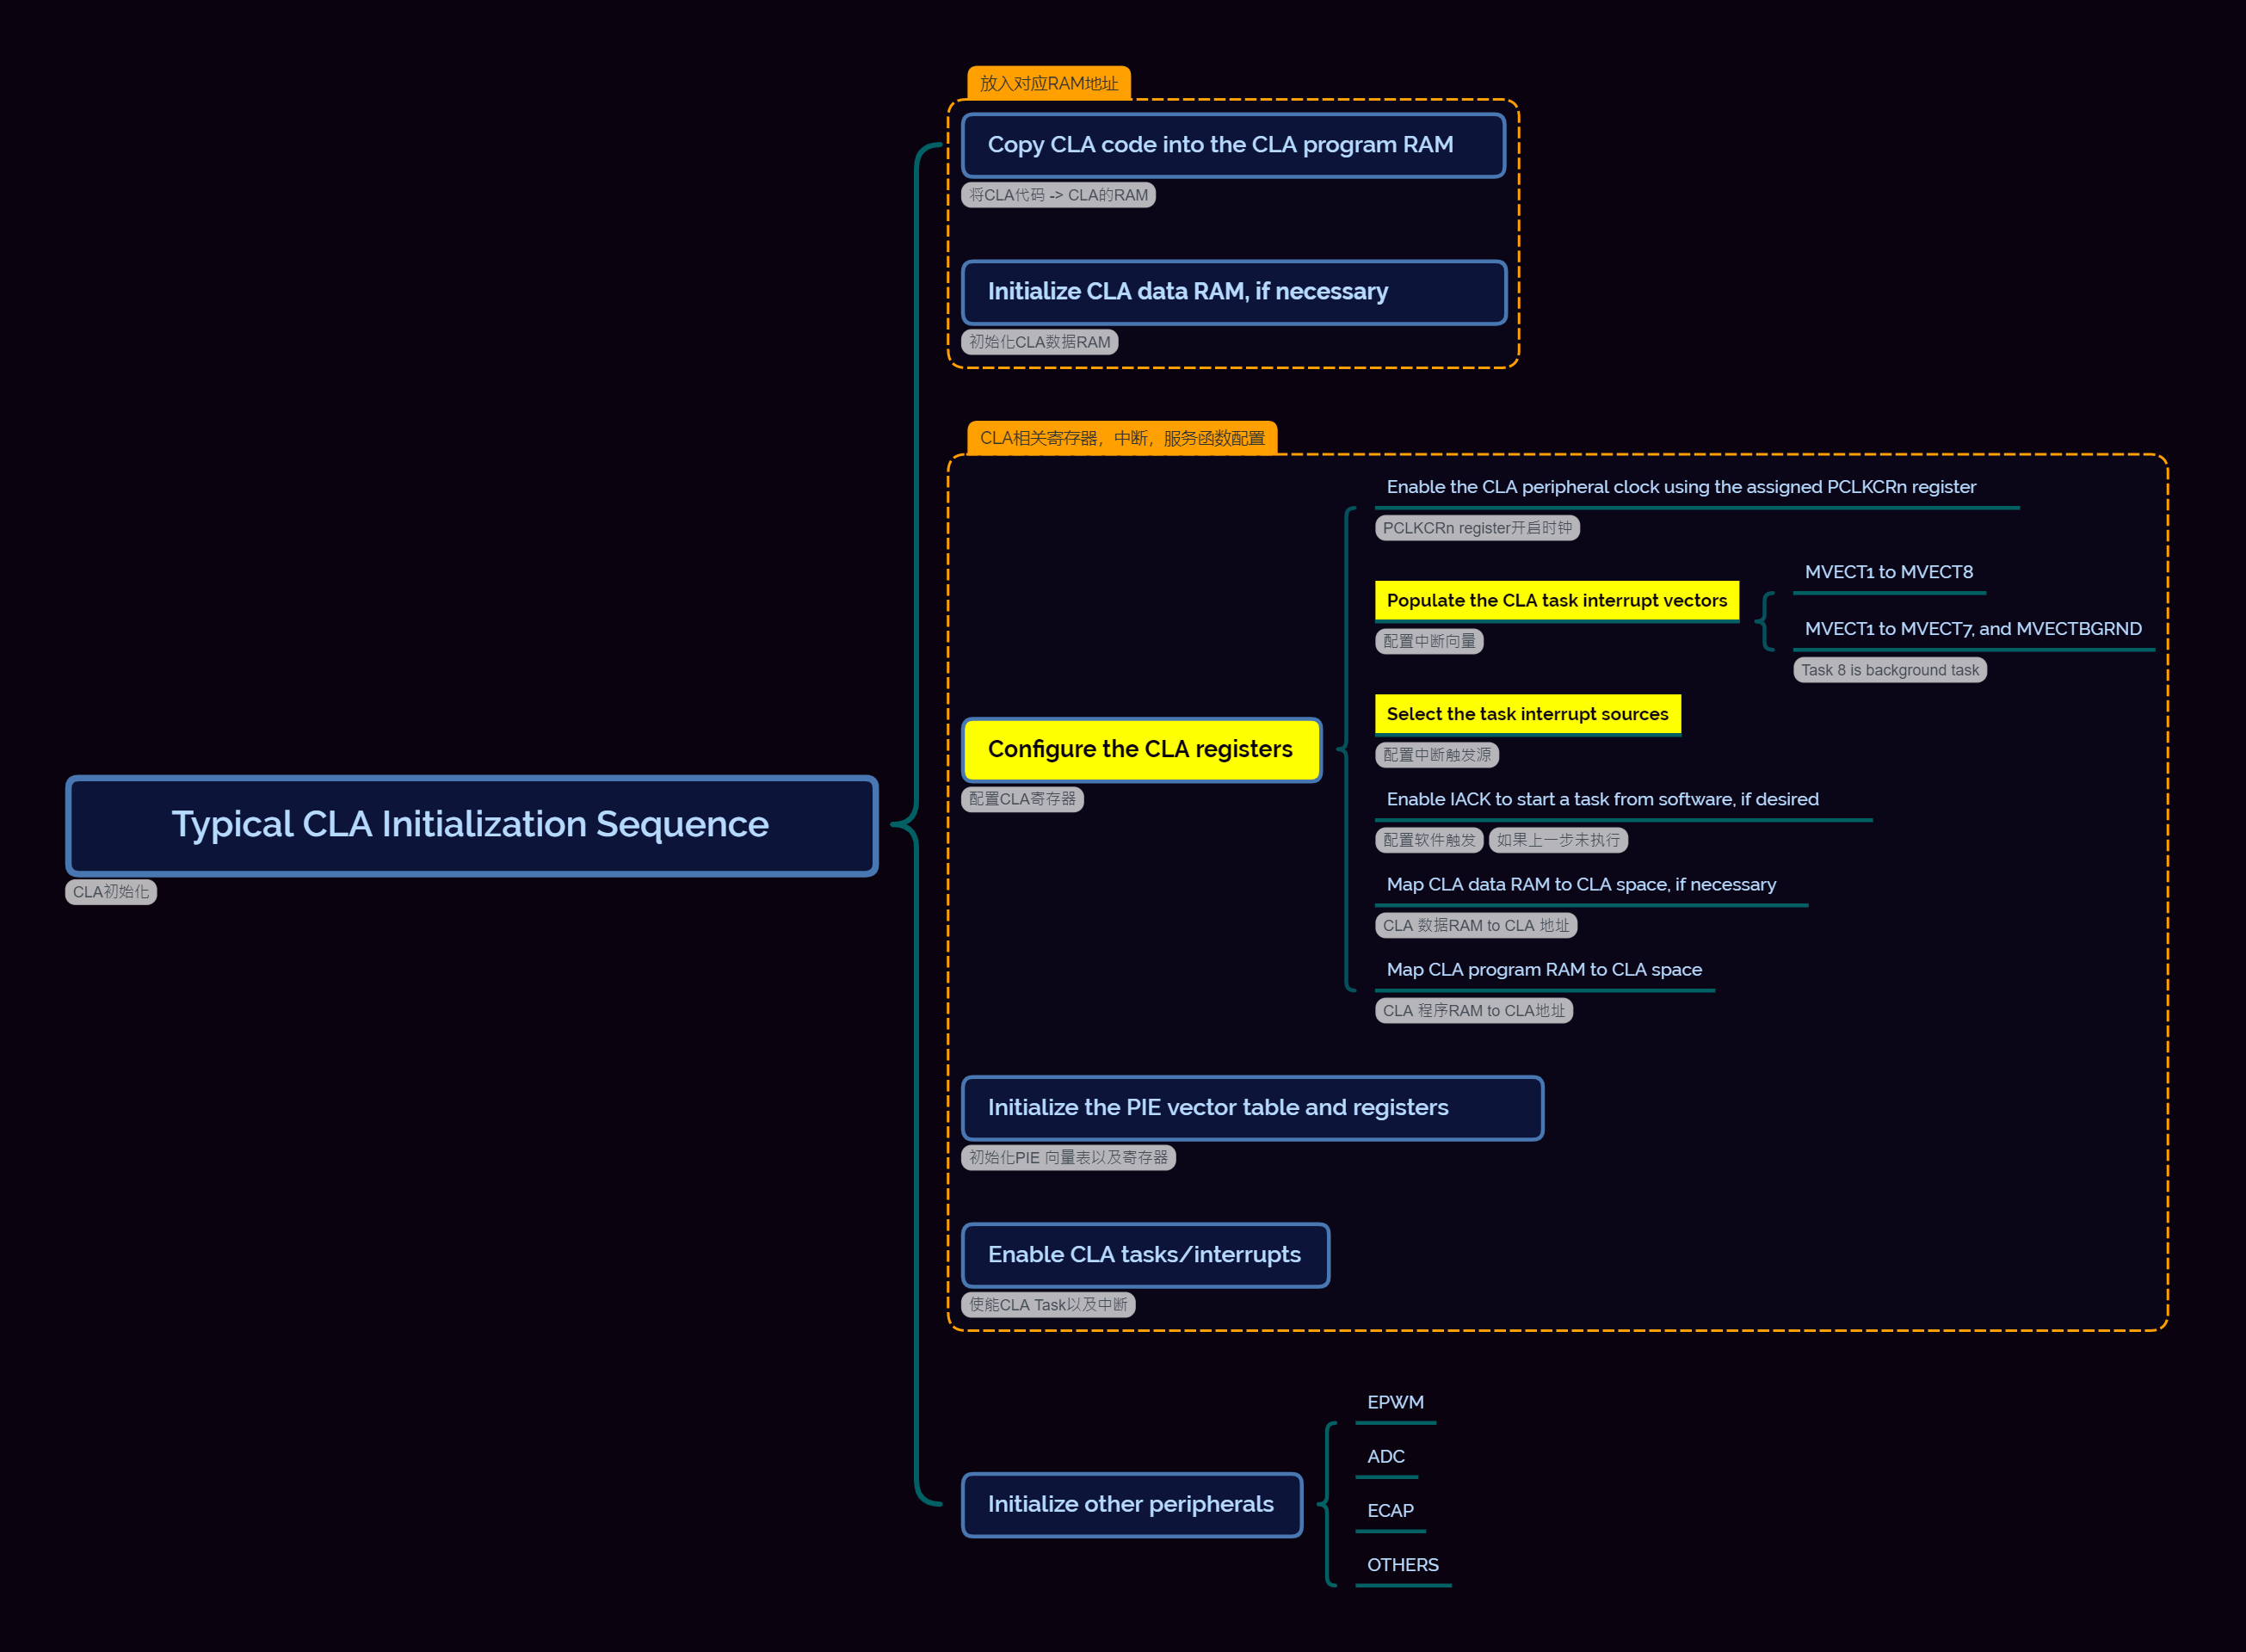 放入对应RAM地址
Copy CLA code into the CLA program RAM
将CLA代码 -> CLA的RAM
Initialize CLA data RAM, if necessary
初始化CLA数据RAM
CLA相关寄存器，中断，服务函数配置
Enable the CLA peripheral clock using the assigned PCLKCRn register
PCLKCRn register开启时钟
MVECT1 to MVECT8
Populate the CLA task interrupt vectors
配置中断向量
MVECT1 to MVECT7, and MVECTBGRND
Task 8 is background task
Select the task interrupt sources
配置中断触发源
Configure the CLA registers
配置CLA寄存器
Enable IACK to start a task from software, if desired
配置软件触发 如果上一步未执行
Typical CLA Initialization Sequence
CLA初始化
Map CLA data RAM to CLA space, if necessary
CLA 数据RAM to CLA 地址
Map CLA program RAM to CLA space
CLA 程序RAM to CLA地址
Initialize the PIE vector table and registers
初始化PIE 向量表以及寄存器
Enable CLA tasks/interrupts
使能CLA Task以及中断
Initialize other peripherals
EPWM
ADC
ECAP
OTHERS